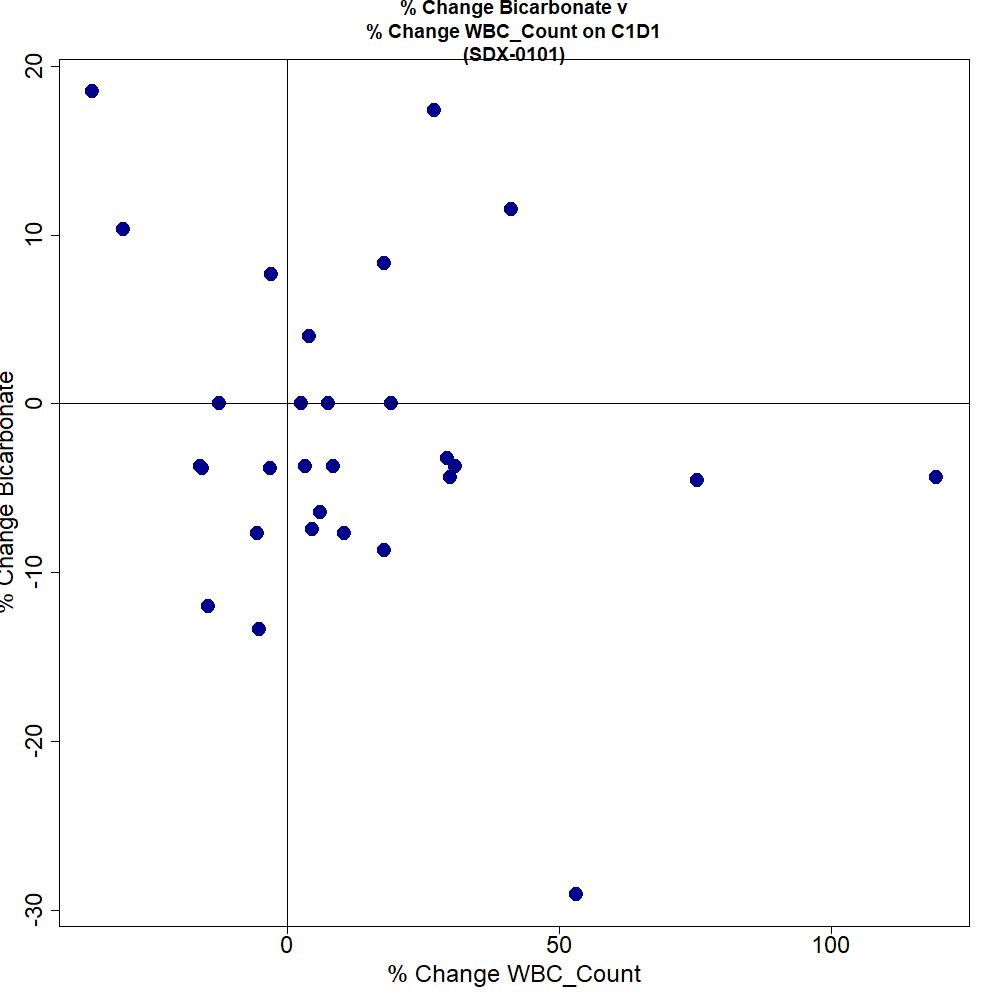 % Change Bicarbonate v
% Change WBC_Count on C1D1
(SDX-0101)
20
10
0
-10
-20
-30
% Change Bicarbonate
0
50
100
% Change WBC_Count